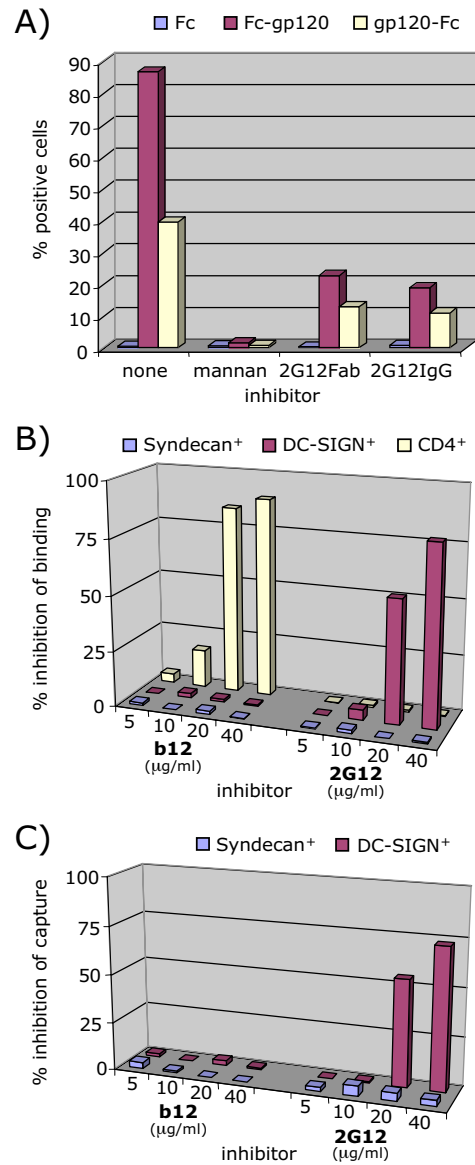 A)
Fc Fc-gp120 gp120-Fc
% positive cells
90
80
70
60
50
40
30
20
10
0
none mannan 2G12Fab 2G12IgG
inhibitor
B)
Syndecan⁺ DC-SIGN⁺ CD4⁺
% inhibition of binding
100
75
50
25
0
5 10 20 40 5 10 20 40
b12 2G12
(µg/ml) (µg/ml)
inhibitor
C)
Syndecan⁺ DC-SIGN⁺
% inhibition of capture
100
75
50
25
0
5 10 20 40 5 10 20 40
b12 2G12
(µg/ml) (µg/ml)
inhibitor